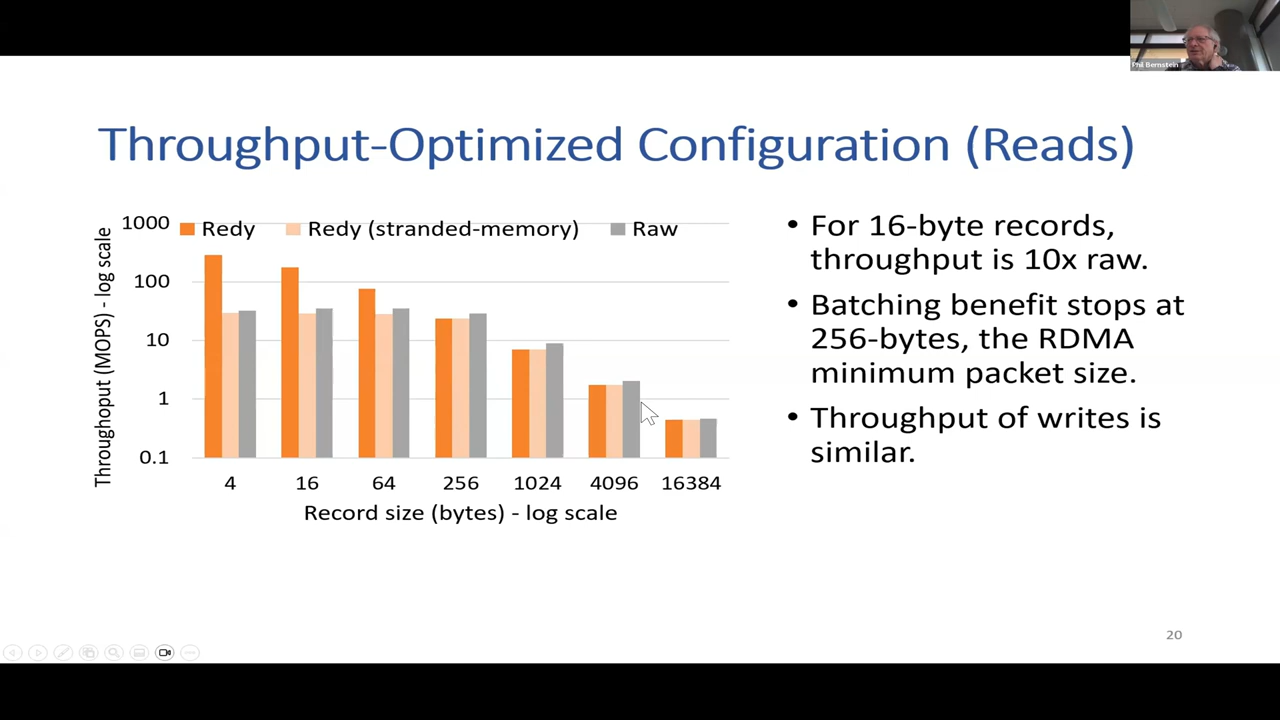 Phil Bernstein
Throughput-Optimized Configuration (Reads)
Throughoput (MOPS) - log scale
1000
100
10
1
0.1
Redy
Redy (stranded-memory)
Raw
4 16 64 256 1024 4096 16384
Record size (bytes) - log scale
• For 16-byte records,
throughput is 10x raw.
• Batching benefit stops at
256-bytes, the RDMA
minimum packet size.
• Throughput of writes is
similar.
20